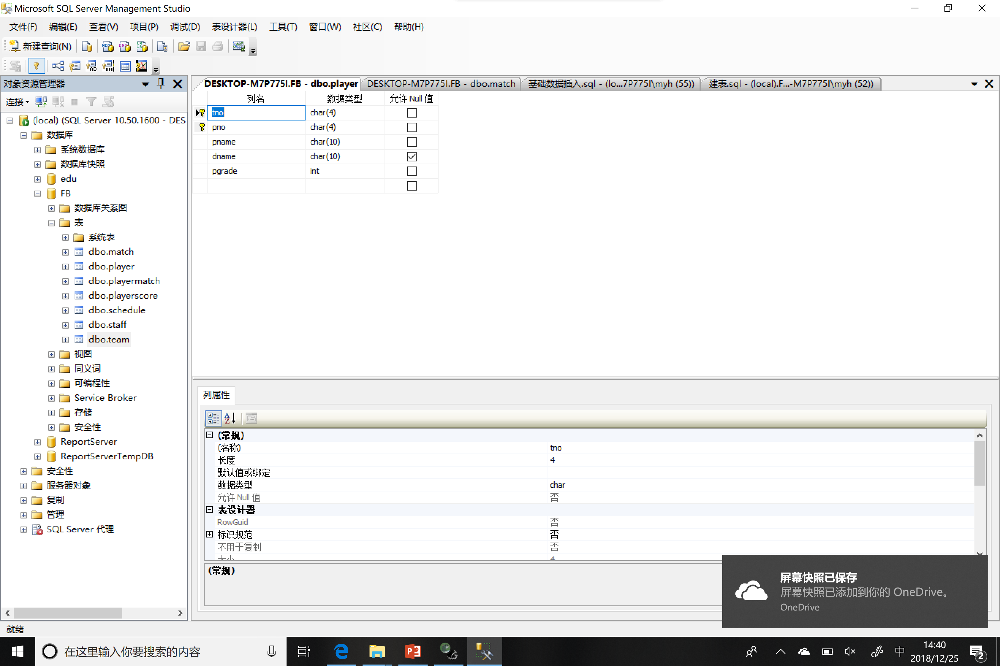 Microsoft SQL Server Management Studio
文件(F) 编辑(E) 查看(V) 项目(P) 调试(D) 表设计器(L) 工具(T) 窗口(W) 社区(C) 帮助(H)
新建查询(N)
对象资源管理器
DESKTOP-M7P775I.FB - dbo.player
DESKTOP-M7P775I.FB - dbo.match
基础数据插入.sql - (lo...7P775I\myh (55))
建表.sql - (local).F...-M7P775I\myh (52))
连接
(local) (SQL Server 10.50.1600 - DES
数据库
系统数据库
数据库快照
edu
FB
数据库关系图
表
系统表
dbo.match
dbo.player
dbo.playermatch
dbo.playerscore
dbo.schedule
dbo.staff
dbo.team
视图
同义词
可编程性
Service Broker
存储
安全性
ReportServer
ReportServerTempDB
安全性
服务器对象
复制
管理
SQL Server 代理
列名 数据类型 允许 Null 值
tno char(4)
pno char(4)
pname char(10)
dname char(10)
pgrade int
列属性
(常规)
(名称) tno
长度 4
默认值或绑定
数据类型 char
允许 Null 值 否
表设计器
RowGuid 否
标识规范 否
不用于复制 否
大小 4
(常规)
屏幕快照已保存
屏幕快照已添加到你的 OneDrive。
OneDrive
就绪
在这里输入你要搜索的内容
中
14:40
2018/12/25
2